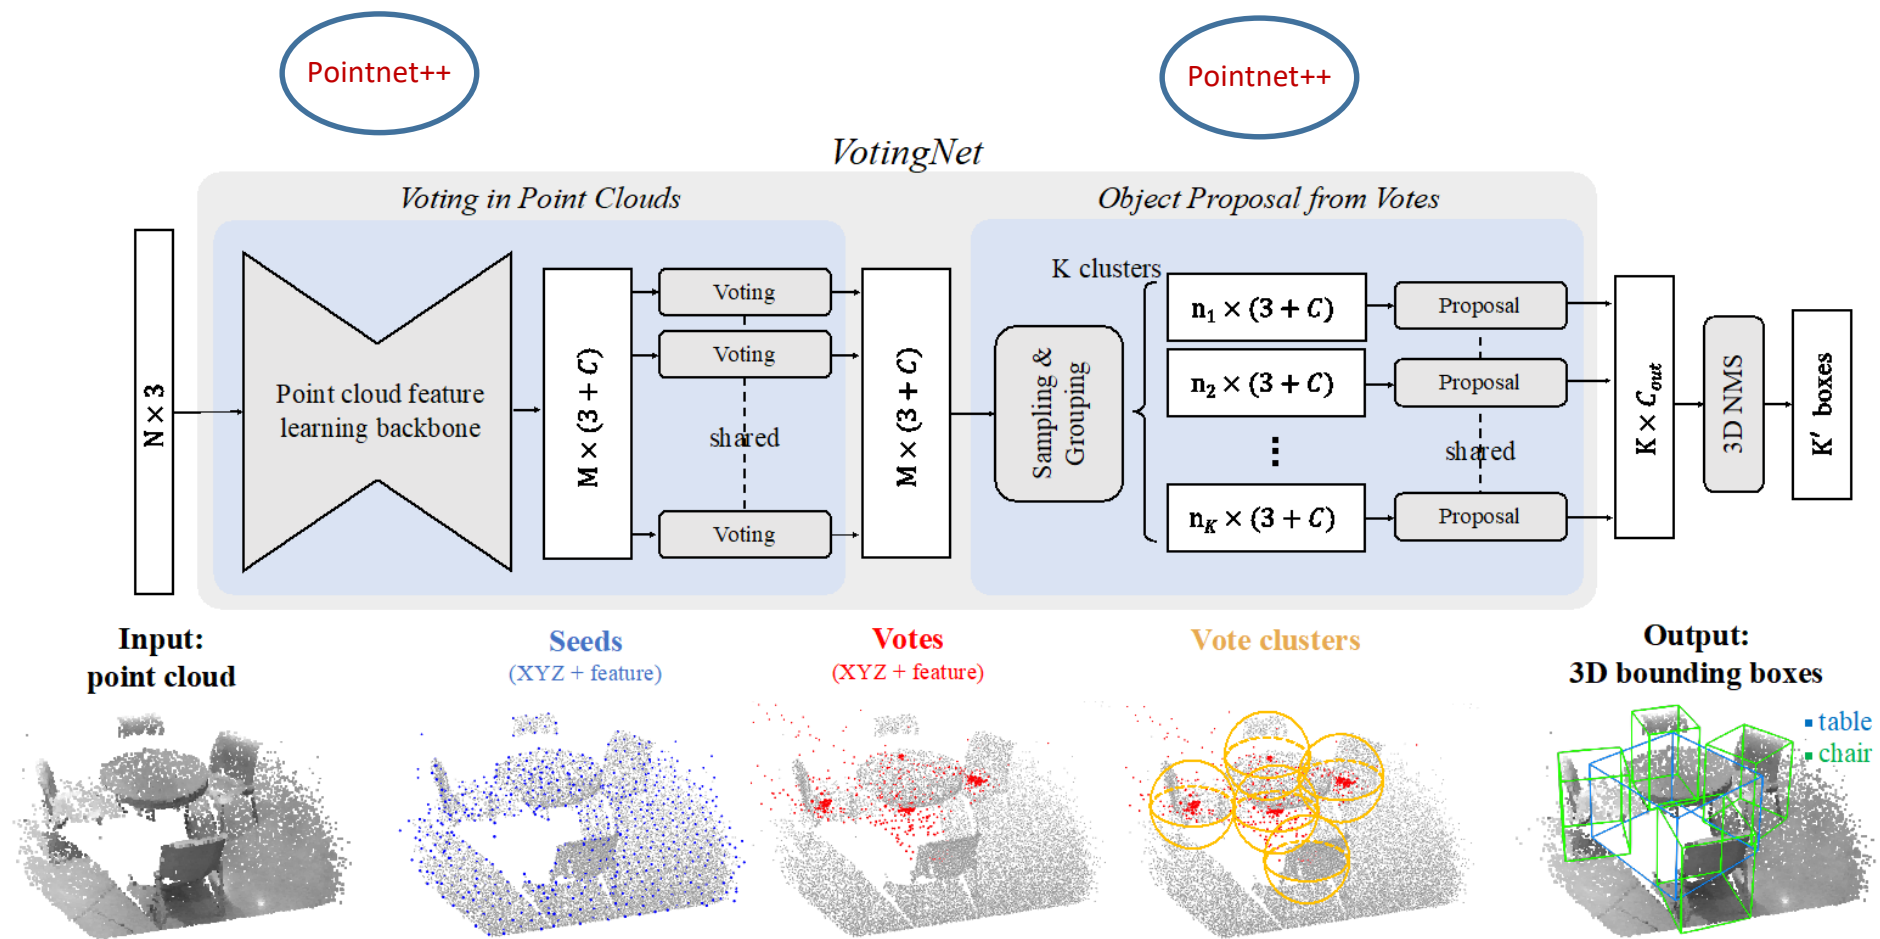 Pointnet++
Pointnet++
VotingNet
Voting in Point Clouds
Object Proposal from Votes
N × 3
Point cloud feature
learning backbone
M × (3 + C)
Voting
Voting
shared
Voting
M × (3 + C)
Sampling &
Grouping
K clusters
n₁ × (3 + C)
n₂ × (3 + C)
⋮
n_K × (3 + C)
Proposal
Proposal
shared
Proposal
K × C_out
3D NMS
K′ boxes
Input:
point cloud
Seeds
(XYZ + feature)
Votes
(XYZ + feature)
Vote clusters
Output:
3D bounding boxes
table
chair